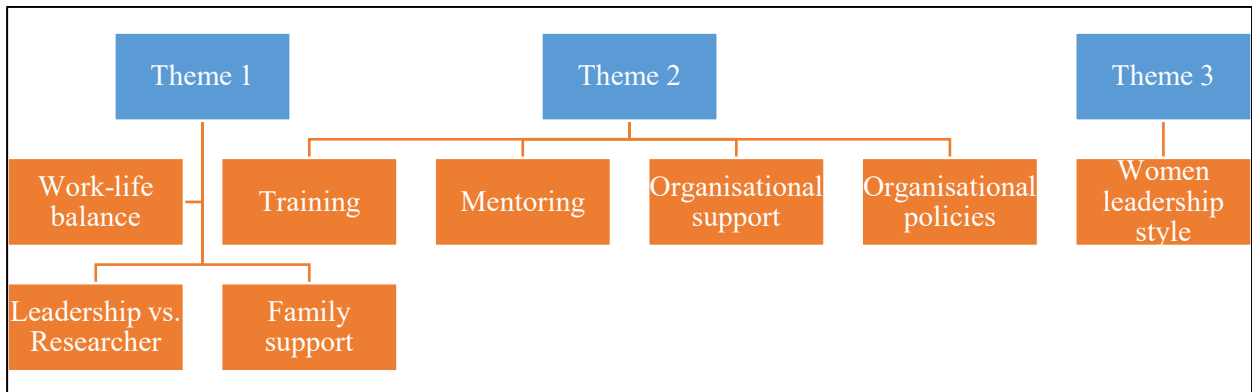 Theme 1
Theme 2
Theme 3
Work-life
balance
Training
Mentoring
Organisational
support
Organisational
policies
Women
leadership
style
Leadership vs.
Researcher
Family
support